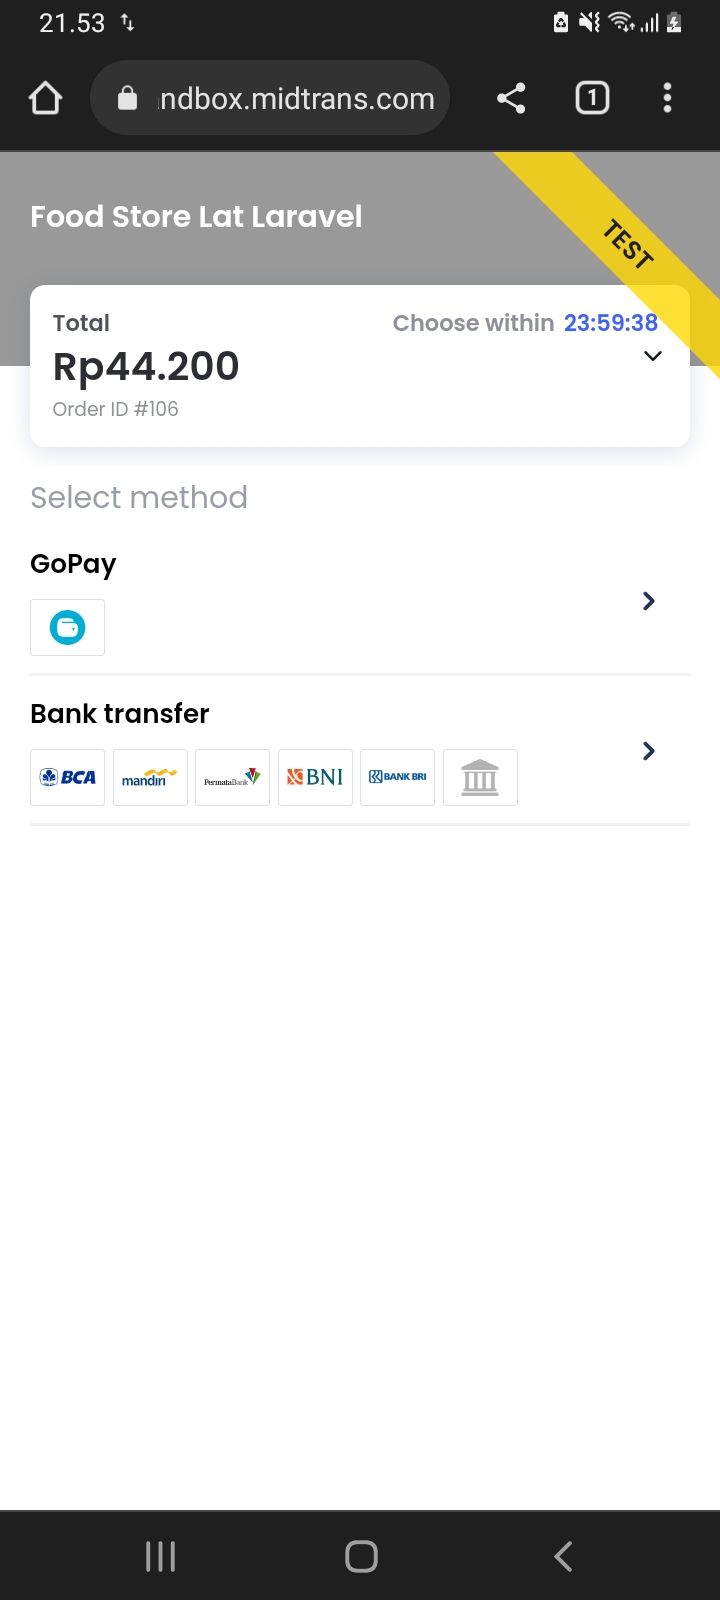 21.53
ndbox.midtrans.com
1
Food Store Lat Laravel
TEST
Total
Choose within 23:59:38
Rp44.200
Order ID #106
Select method
GoPay
Bank transfer
BCA
mandiri
PermataBank
BNI
BANK BRI